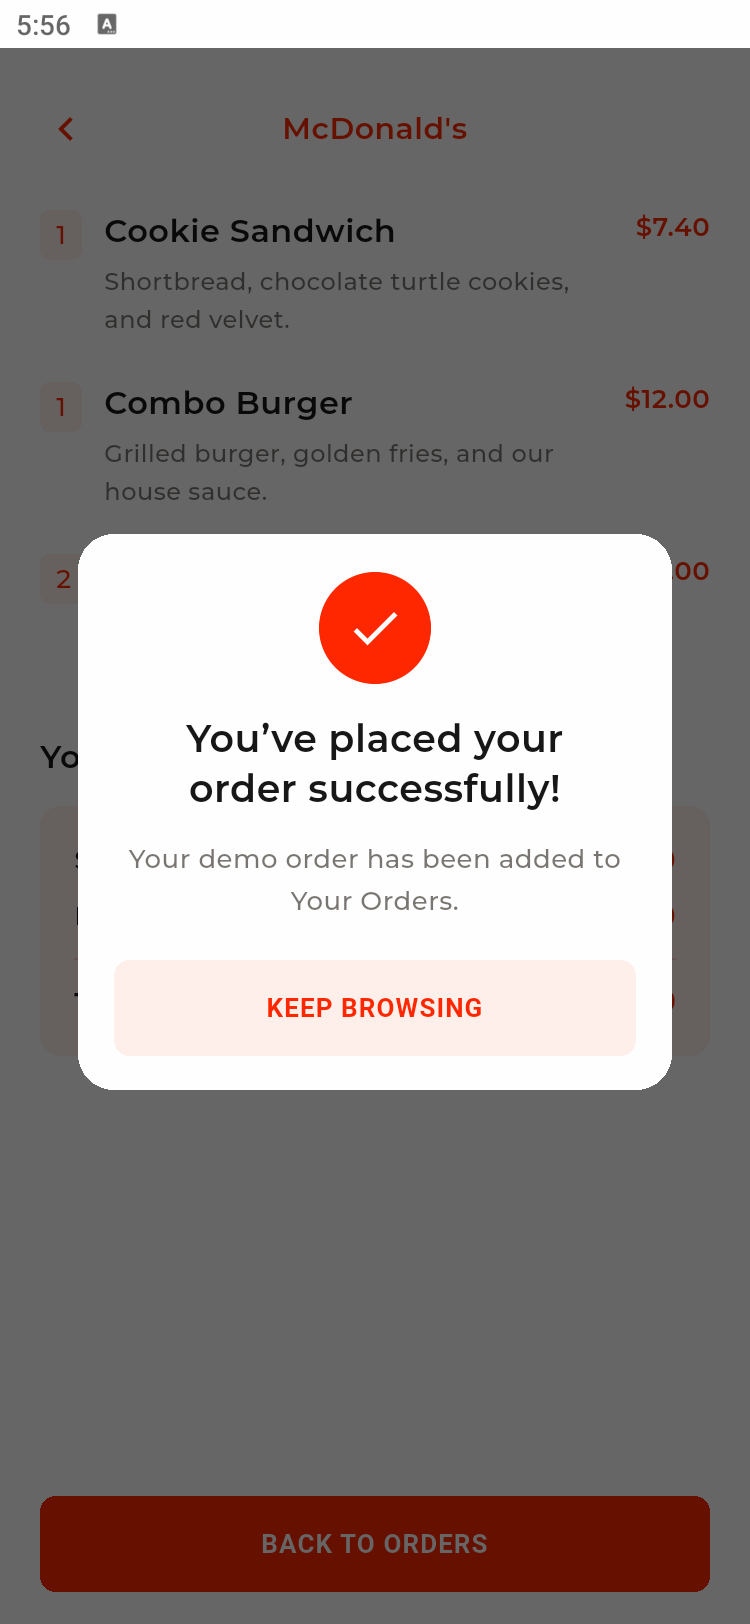 5:56
McDonald's
1 Cookie Sandwich $7.40
Shortbread, chocolate turtle cookies,
and red velvet.
1 Combo Burger $12.00
Grilled burger, golden fries, and our
house sauce.
2 .00
You've placed your
order successfully!
Your demo order has been added to
Your Orders.
KEEP BROWSING
BACK TO ORDERS